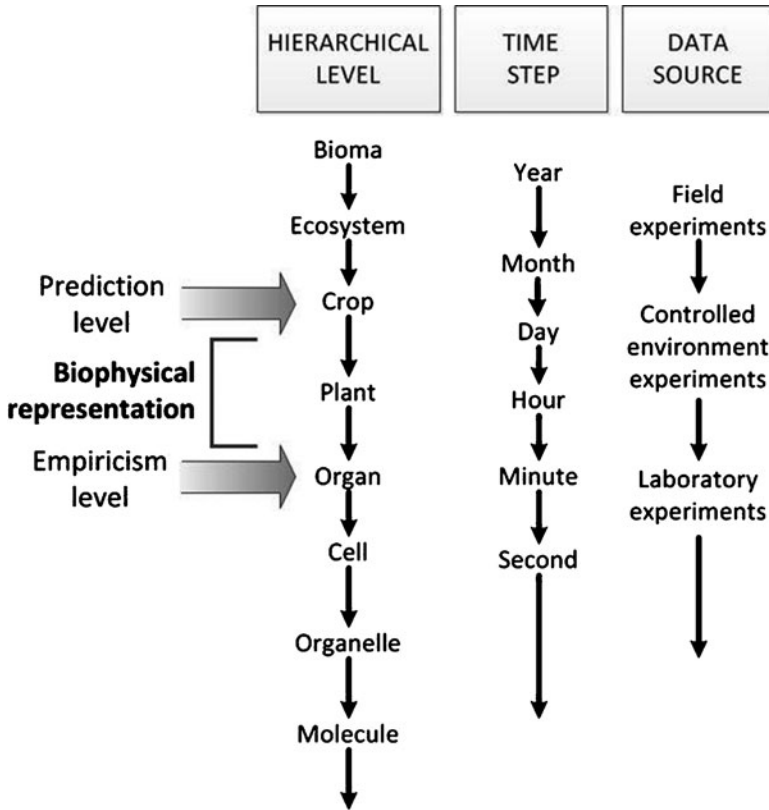 HIERARCHICAL
LEVEL
TIME
STEP
DATA
SOURCE
Bioma
Ecosystem
Crop
Plant
Organ
Cell
Organelle
Molecule
Prediction
level
Biophysical
representation
Empiricism
level
Year
Month
Day
Hour
Minute
Second
Field
experiments
Controlled
environment
experiments
Laboratory
experiments